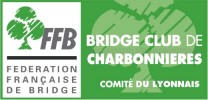 FFB
FEDERATION
FRANÇAISE
DE BRIDGE
BRIDGE CLUB DE
CHARBONNIERES
COMITÉ DU LYONNAIS